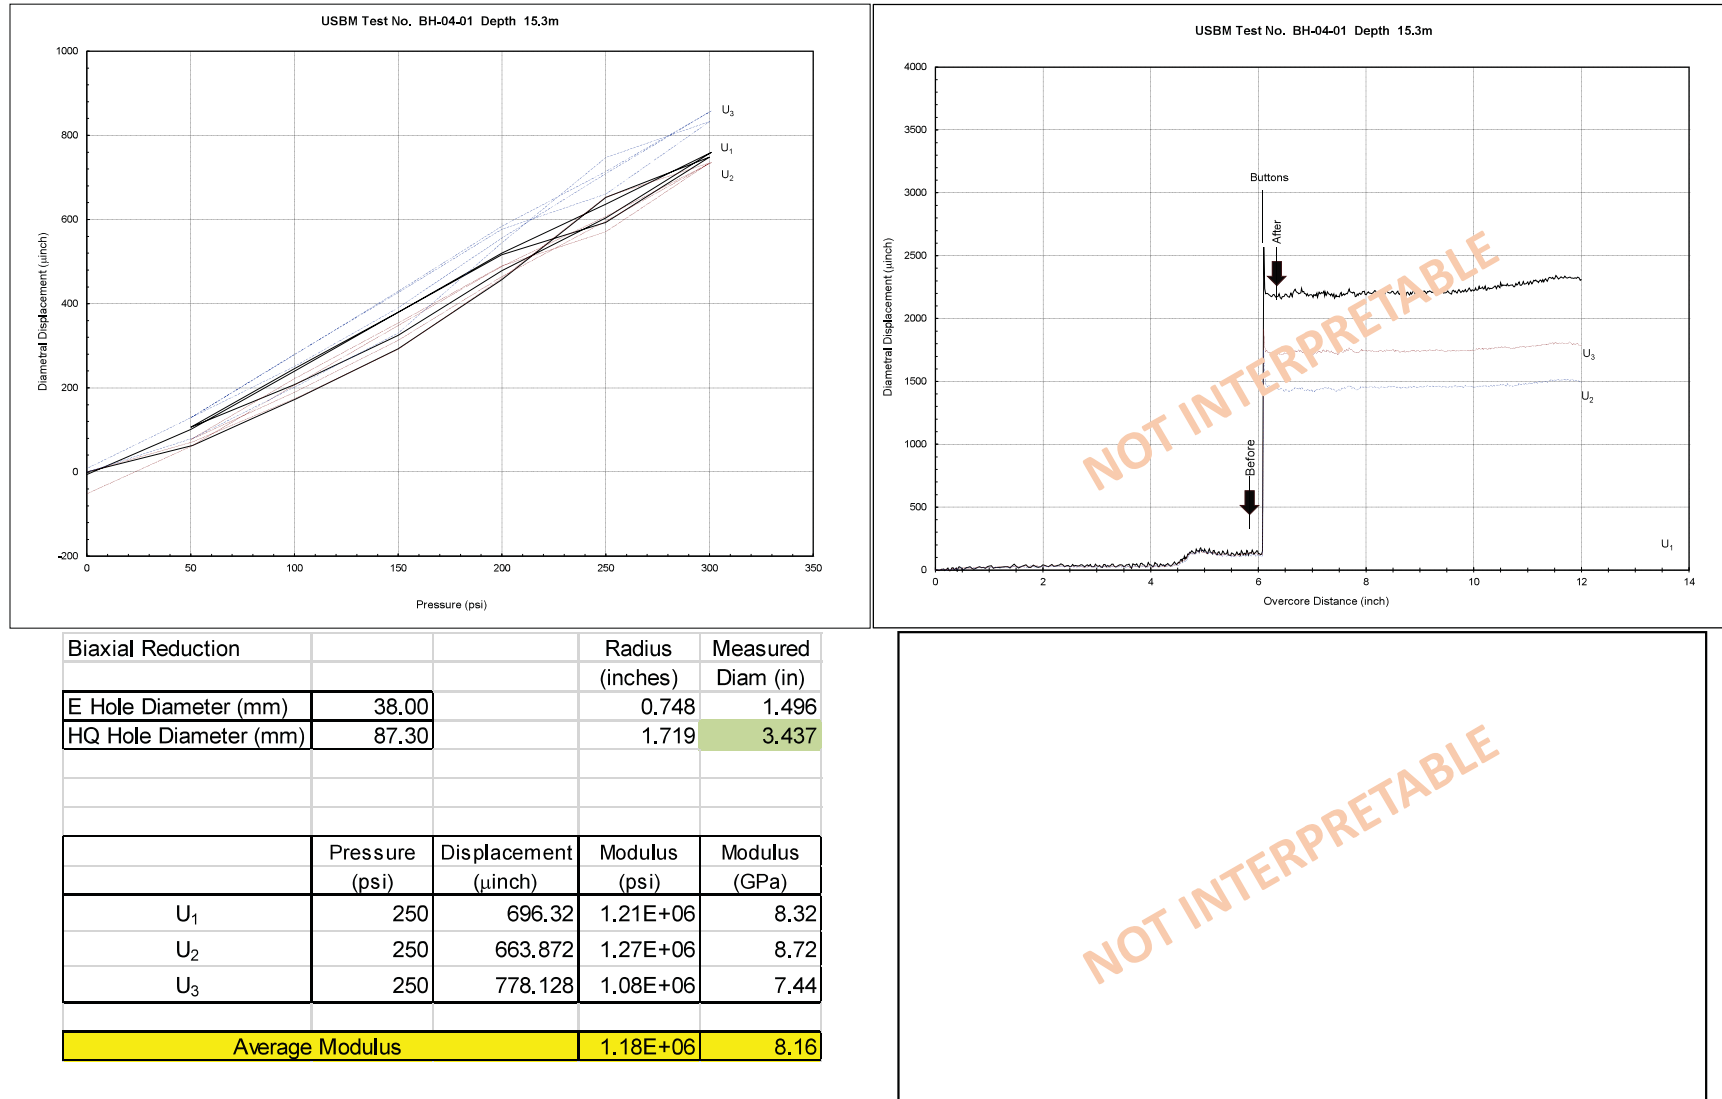 USBM Test No. BH-04-01 Depth 15.3m
1000
800
600
400
200
0
-200
0 50 100 150 200 250 300 350
Diametral Displacement (µinch)
Pressure (psi)
U3
U1
U2
USBM Test No. BH-04-01 Depth 15.3m
4000
3500
3000
2500
2000
1500
1000
500
0
0 2 4 6 8 10 12 14
Diametral Displacement (µinch)
Overcore Distance (inch)
Buttons
After
Before
U3
U2
U1
NOT INTERPRETABLE
Biaxial Reduction Radius Measured
(inches) Diam (in)
E Hole Diameter (mm) 38.00 0.748 1.496
HQ Hole Diameter (mm) 87.30 1.719 3.437
Pressure Displacement Modulus Modulus
(psi) (µinch) (psi) (GPa)
U1 250 696.32 1.21E+06 8.32
U2 250 663.872 1.27E+06 8.72
U3 250 778.128 1.08E+06 7.44
Average Modulus 1.18E+06 8.16
NOT INTERPRETABLE